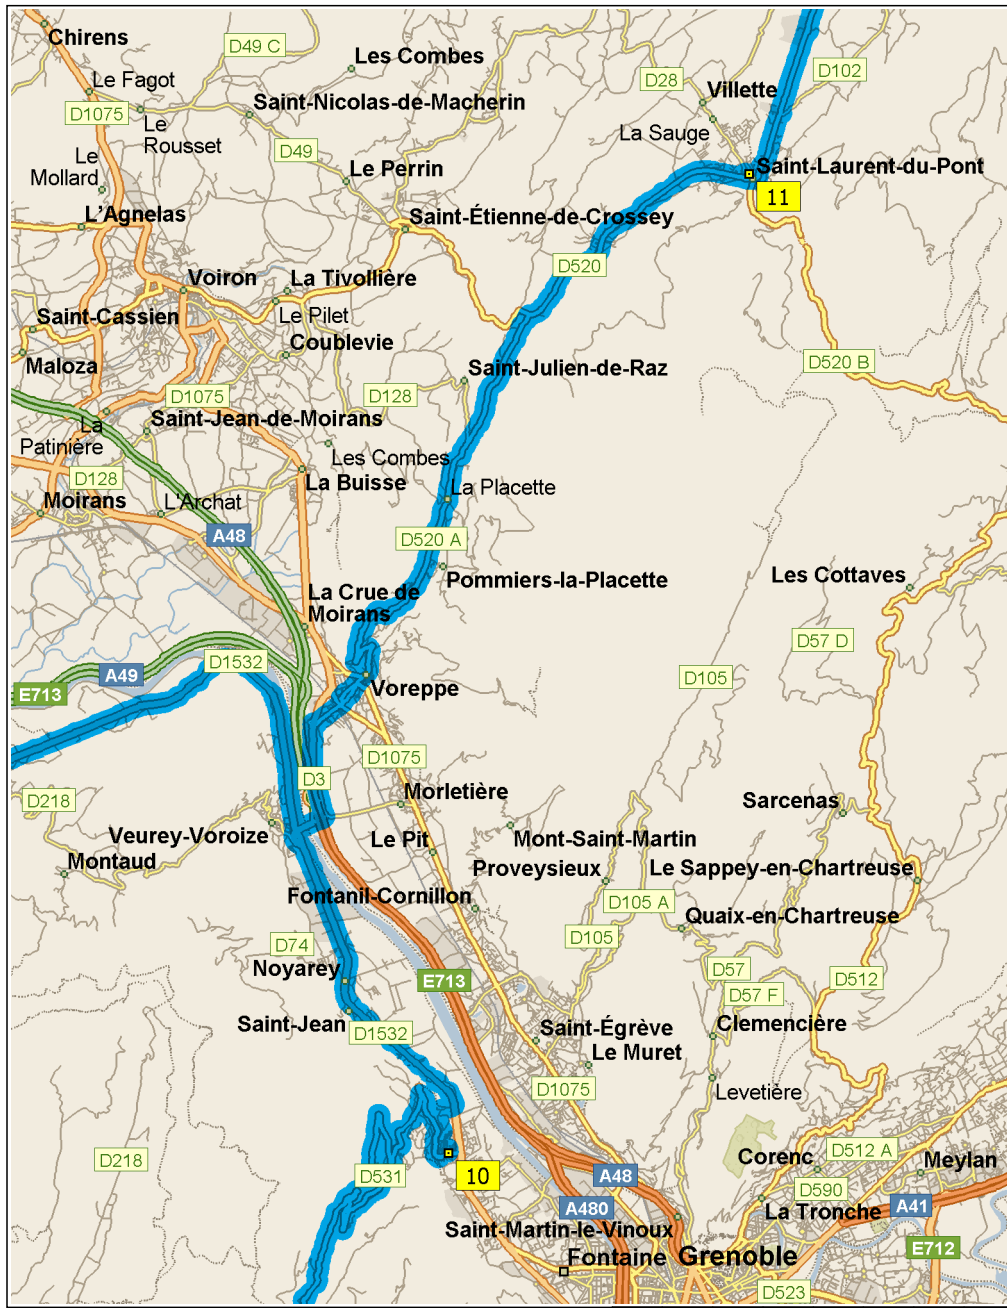 Chirens
D49 C
Les Combes
Le Fagot
D28
Villette
D102
D1075
Saint-Nicolas-de-Macherin
Le
Rousset
La Sauge
D49
Le
Mollard
Le Perrin
Saint-Laurent-du-Pont
11
L'Agnelas
Saint-Étienne-de-Crossey
D520
Voiron
La Tivollière
Saint-Cassien
Le Pilet
Coublevie
Maloza
Saint-Julien-de-Raz
D520 B
D1075
D128
La
Patinière
Saint-Jean-de-Moirans
Les Combes
D128
La Buisse
La Placette
Moirans
L'Archat
A48
D520 A
Pommiers-la-Placette
Les Cottaves
La Crue de
Moirans
D57 D
D1532
A49
E713
Voreppe
D105
D1075
D3
D218
Morletière
Sarcenas
Veurey-Voroize
Le Pit
Mont-Saint-Martin
Montaud
Proveysieux
Le Sappey-en-Chartreuse
Fontanil-Cornillon
D105 A
Quaix-en-Chartreuse
D74
D105
Noyarey
E713
D57
D512
D57 F
Saint-Jean
D1532
Saint-Égrève
Clemencière
Le Muret
D1075
Levetière
D218
D531
10
Corenc
D512 A
Meylan
A48
D590
A480
La Tronche
A41
Saint-Martin-le-Vinoux
Fontaine
Grenoble
E712
D523